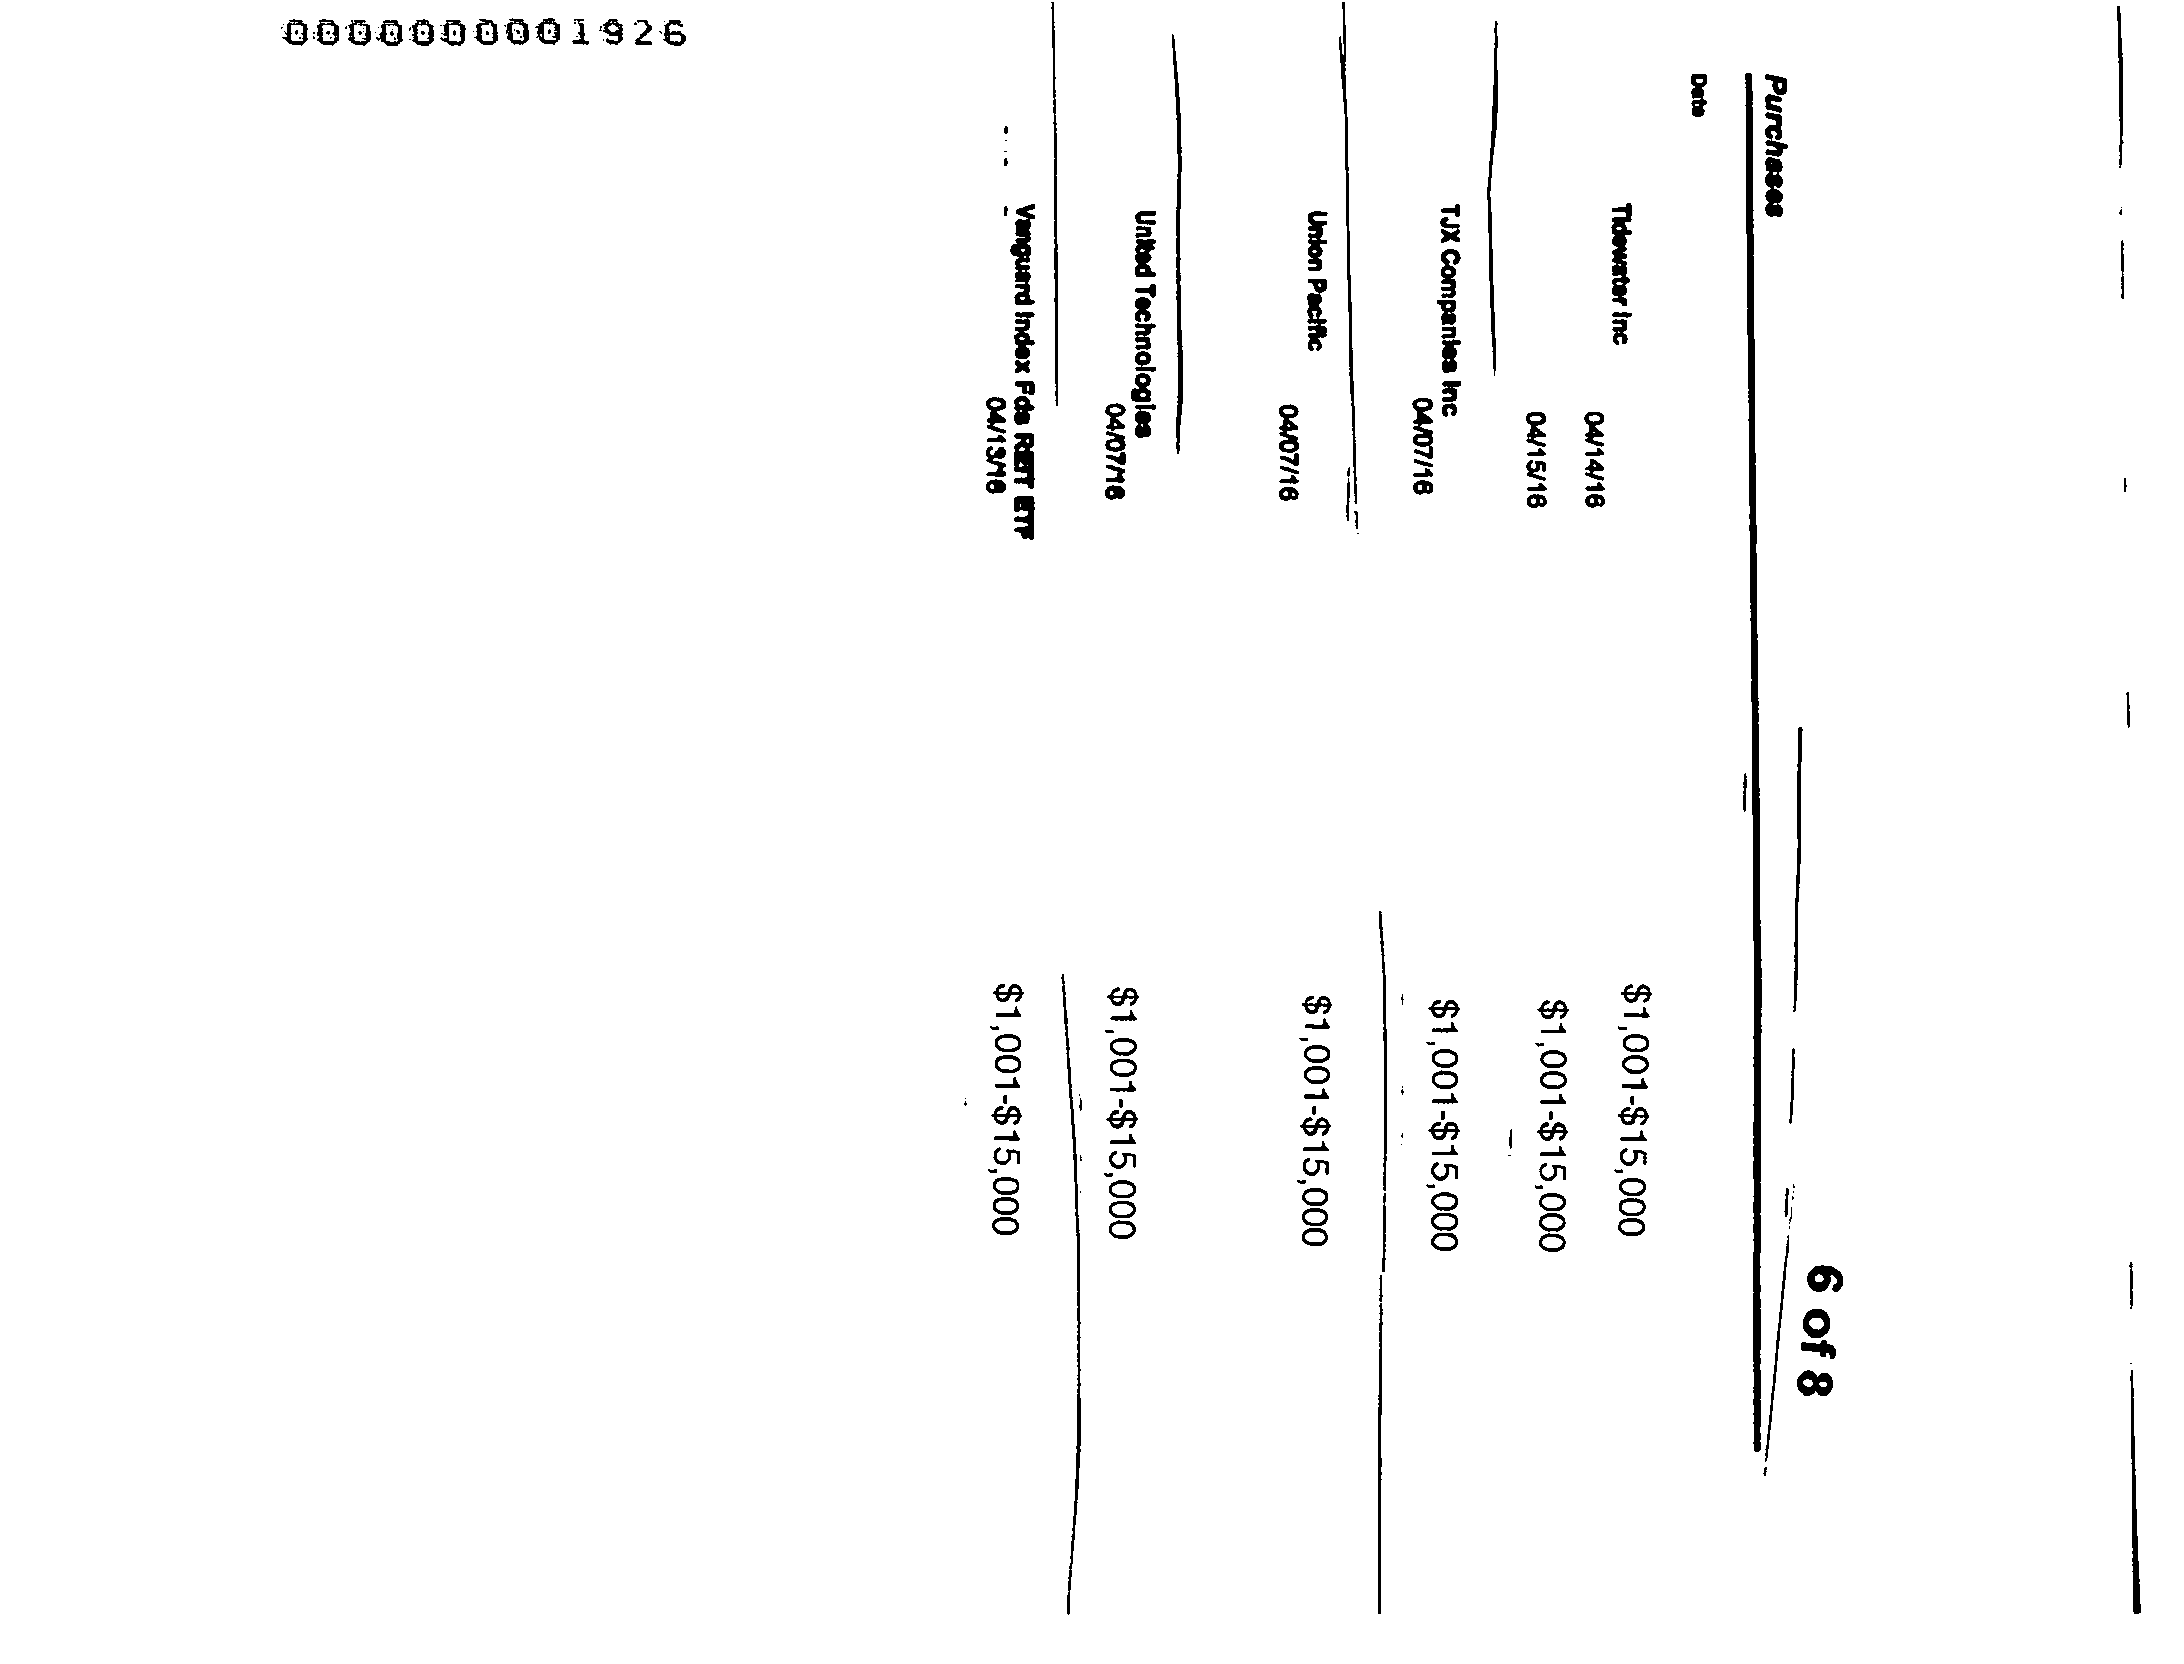 0000000001926
6 of 8
Purchases
Date
Tidewater Inc
04/14/16 $1,001-$15,000
04/15/16 $1,001-$15,000
TJX Companies Inc
04/07/16 $1,001-$15,000
Union Pacific
04/07/16 $1,001-$15,000
United Technologies
04/07/16 $1,001-$15,000
Vanguard Index Fds REIT ETF
04/13/16 $1,001-$15,000